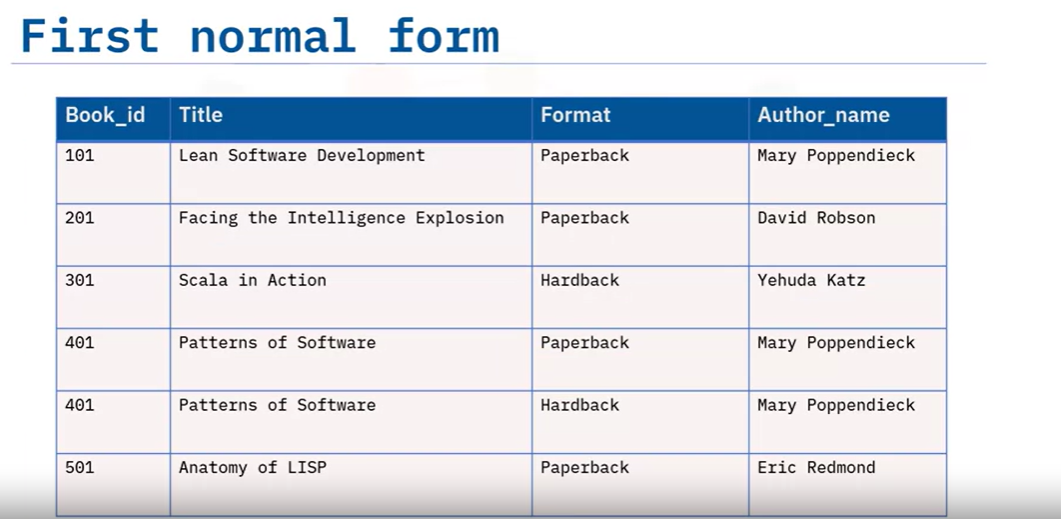 First normal form
Book_id Title Format Author_name
101 Lean Software Development Paperback Mary Poppendieck
201 Facing the Intelligence Explosion Paperback David Robson
301 Scala in Action Hardback Yehuda Katz
401 Patterns of Software Paperback Mary Poppendieck
401 Patterns of Software Hardback Mary Poppendieck
501 Anatomy of LISP Paperback Eric Redmond